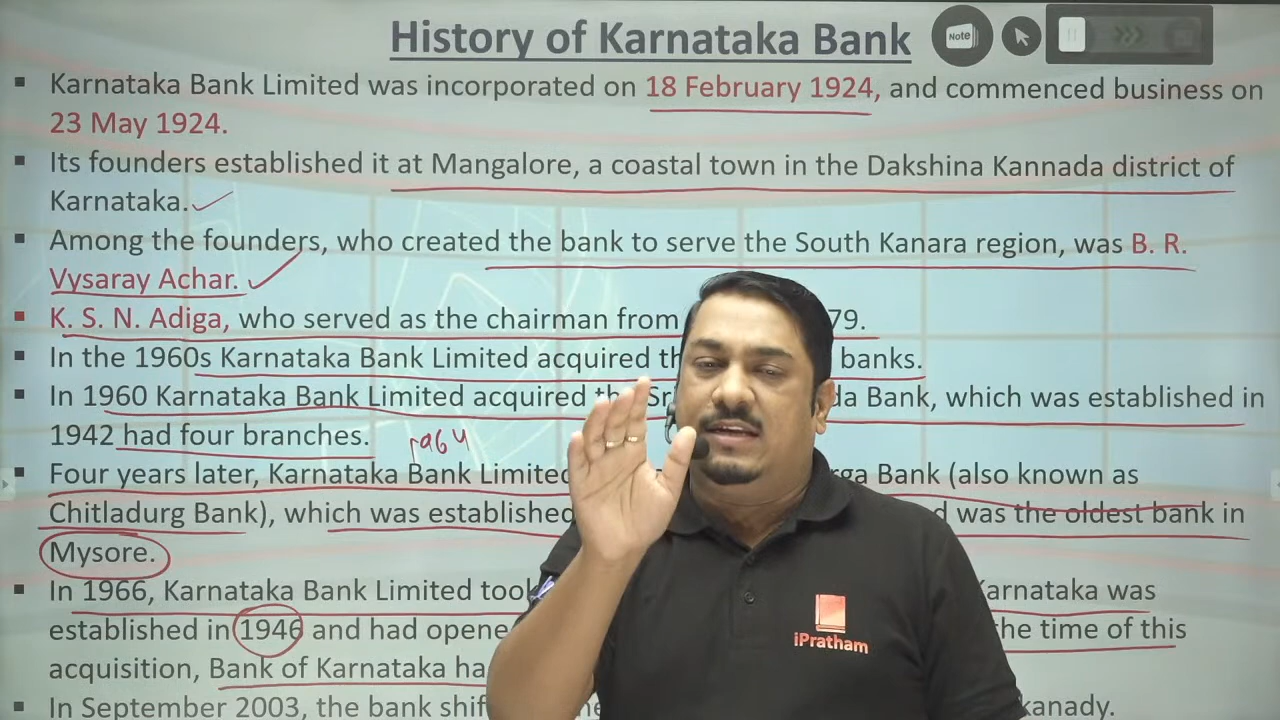 History of Karnataka Bank
Note
Karnataka Bank Limited was incorporated on 18 February 1924, and commenced business on
23 May 1924.
Its founders established it at Mangalore, a coastal town in the Dakshina Kannada district of
Karnataka.
Among the founders, who created the bank to serve the South Kanara region, was B. R.
Vysaray Achar.
K. S. N. Adiga, who served as the chairman from 79.
In the 1960s Karnataka Bank Limited acquired th banks.
In 1960 Karnataka Bank Limited acquired the Sr da Bank, which was established in
1942 had four branches.
1964
Four years later, Karnataka Bank Limited ga Bank (also known as
Chitladurg Bank), which was established d was the oldest bank in
Mysore.
In 1966, Karnataka Bank Limited took Karnataka was
established in 1946 and had opene he time of this
acquisition, Bank of Karnataka ha
In September 2003, the bank shif kanady.
iPratham